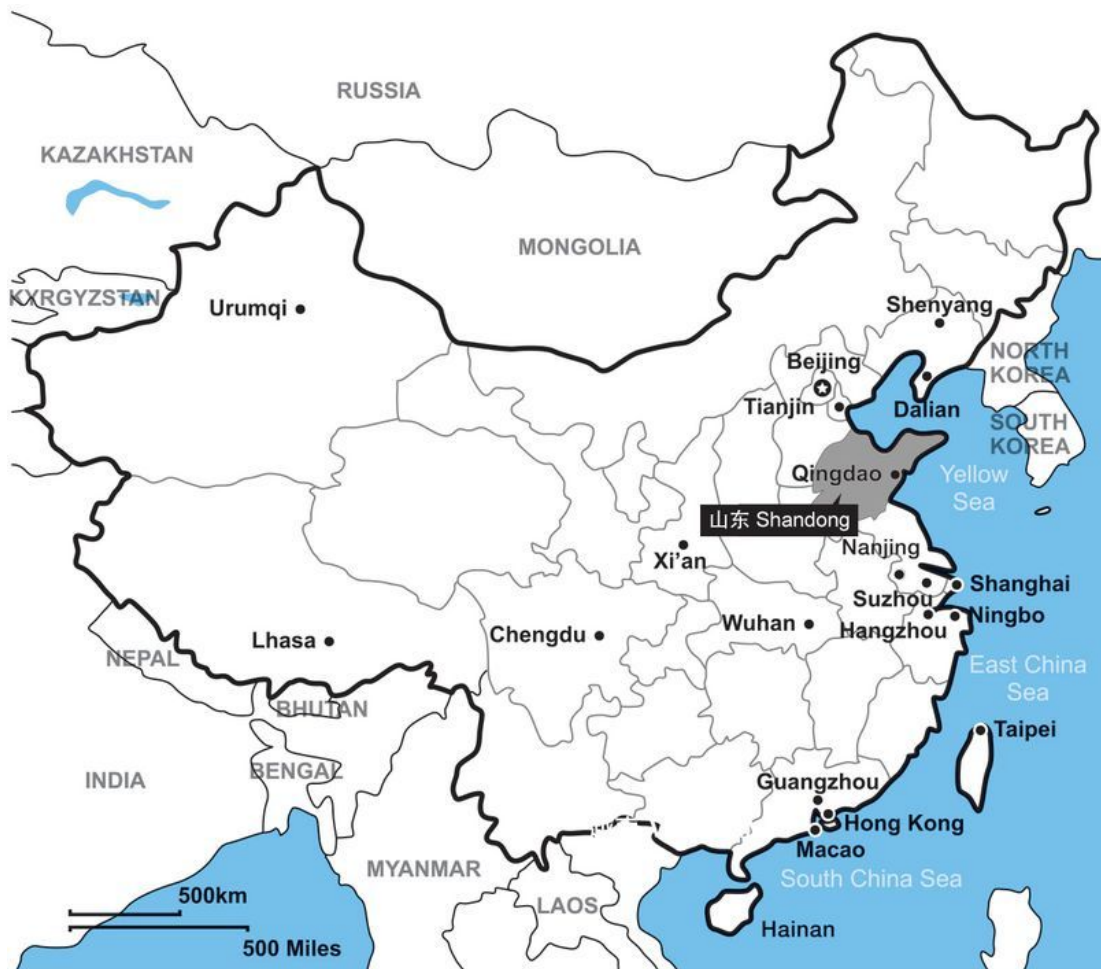 RUSSIA
KAZAKHSTAN
MONGOLIA
KYRGYZSTAN
Urumqi
Shenyang
NORTH
KOREA
Beijing
Tianjin
Dalian
SOUTH
KOREA
Qingdao
Yellow
Sea
山东 Shandong
Nanjing
Xi'an
Shanghai
Suzhou
Ningbo
Wuhan
Hangzhou
Chengdu
Lhasa
NEPAL
East China
Sea
BHUTAN
Taipei
BENGAL
INDIA
Guangzhou
Hong Kong
Macao
MYANMAR
South China Sea
500km
LAOS
Hainan
500 Miles